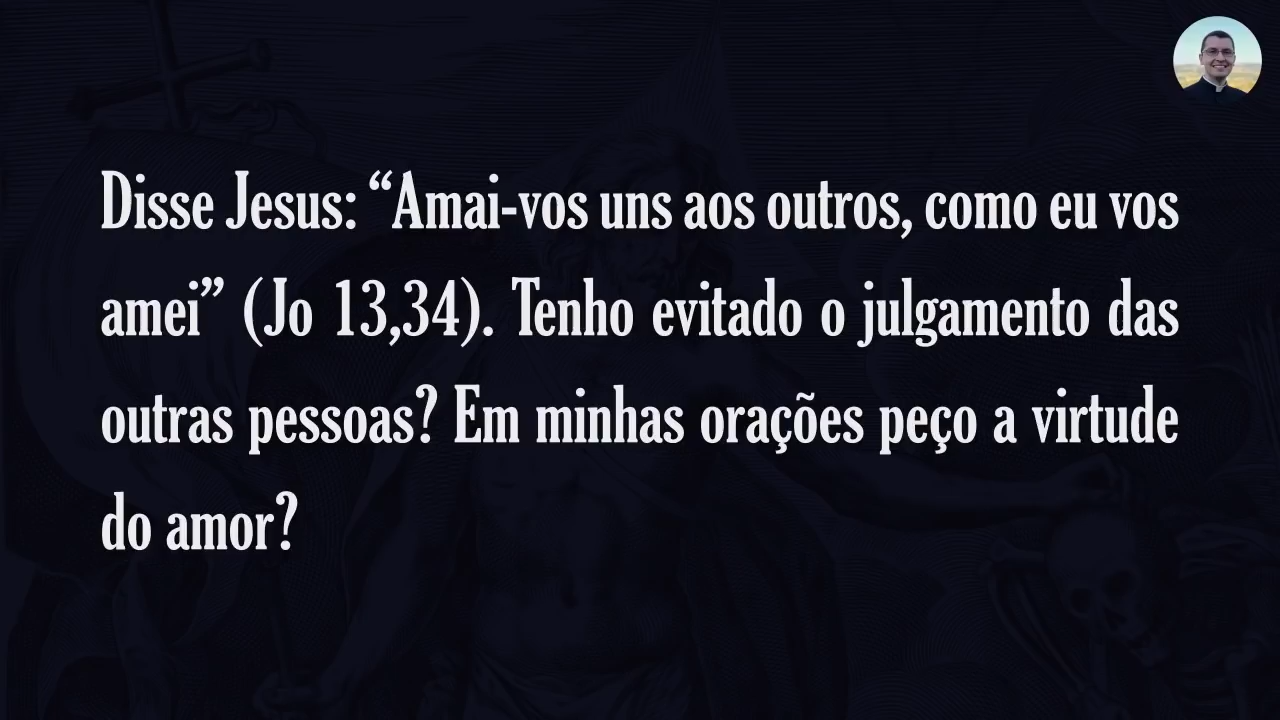 Disse Jesus: “Amai-vos uns aos outros, como eu vos
amei” (Jo 13,34). Tenho evitado o julgamento das
outras pessoas? Em minhas orações peço a virtude
do amor?